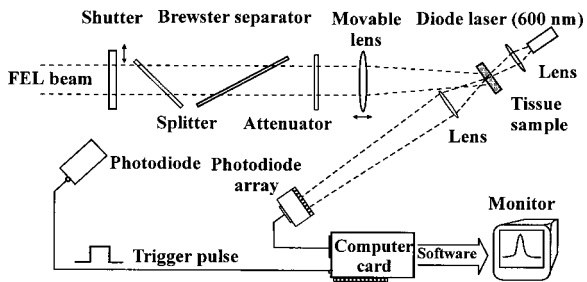 Shutter
Brewster separator
Movable
lens
Diode laser (600 nm)
FEL beam
Lens
Splitter
Attenuator
Tissue
sample
Lens
Photodiode
Photodiode
array
Monitor
Trigger pulse
Computer
card
Software